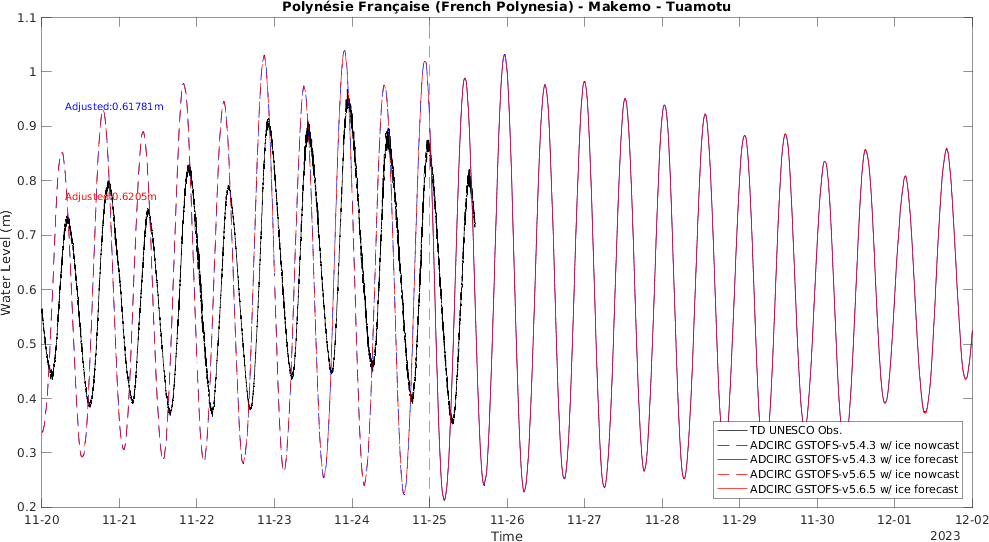 Polynésie Française (French Polynesia) - Makemo - Tuamotu
1.1
1
0.9
0.8
0.7
0.6
0.5
0.4
0.3
0.2
Water Level (m)
Adjusted:0.61781m
Adjusted:0.6205m
TD UNESCO Obs.
ADCIRC GSTOFS-v5.4.3 w/ ice nowcast
ADCIRC GSTOFS-v5.4.3 w/ ice forecast
ADCIRC GSTOFS-v5.6.5 w/ ice nowcast
ADCIRC GSTOFS-v5.6.5 w/ ice forecast
11-20 11-21 11-22 11-23 11-24 11-25 11-26 11-27 11-28 11-29 11-30 12-01 12-02
Time
2023